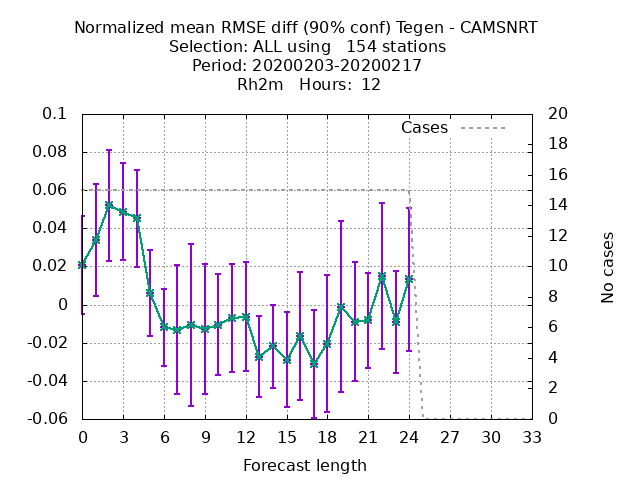 Normalized mean RMSE diff (90% conf) Tegen - CAMSNRT
Selection: ALL using   154 stations
Period: 20200203-20200217
Rh2m   Hours:  12
Cases
0.1
0.08
0.06
0.04
0.02
0
-0.02
-0.04
-0.06
20
18
16
14
12
10
8
6
4
2
0
No cases
0 3 6 9 12 15 18 21 24 27 30 33
Forecast length